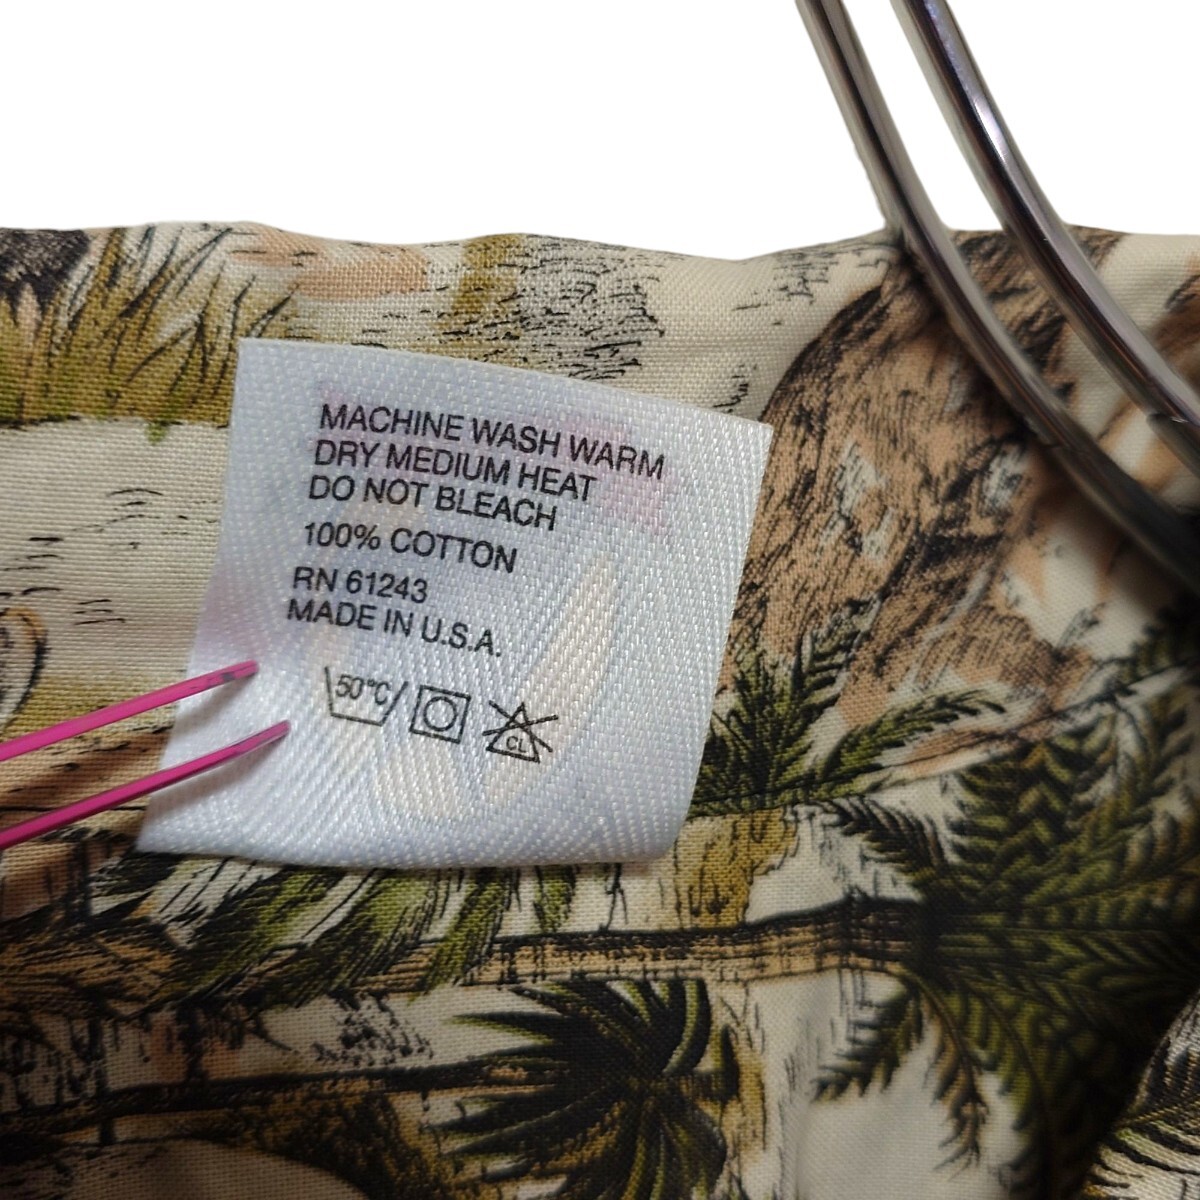 MACHINE WASH WARM
DRY MEDIUM HEAT
DO NOT BLEACH
100% COTTON
RN 61243
MADE IN U.S.A.
50°C CL